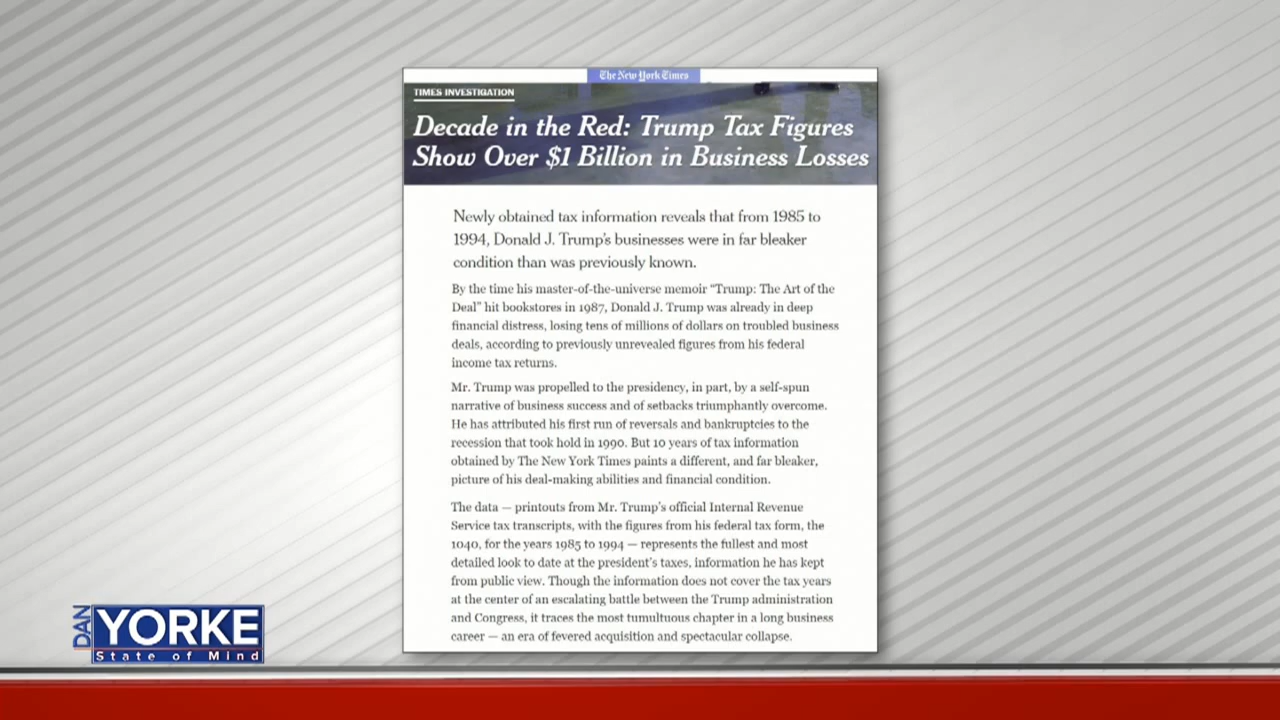 The New York Times
TIMES INVESTIGATION
Decade in the Red: Trump Tax Figures
Show Over $1 Billion in Business Losses
Newly obtained tax information reveals that from 1985 to
1994, Donald J. Trump's businesses were in far bleaker
condition than was previously known.
By the time his master-of-the-universe memoir “Trump: The Art of the
Deal” hit bookstores in 1987, Donald J. Trump was already in deep
financial distress, losing tens of millions of dollars on troubled business
deals, according to previously unrevealed figures from his federal
income tax returns.
Mr. Trump was propelled to the presidency, in part, by a self-spun
narrative of business success and of setbacks triumphantly overcome.
He has attributed his first run of reversals and bankruptcies to the
recession that took hold in 1990. But 10 years of tax information
obtained by The New York Times paints a different, and far bleaker,
picture of his deal-making abilities and financial condition.
The data — printouts from Mr. Trump's official Internal Revenue
Service tax transcripts, with the figures from his federal tax form, the
1040, for the years 1985 to 1994 — represents the fullest and most
detailed look to date at the president's taxes, information he has kept
from public view. Though the information does not cover the tax years
at the center of an escalating battle between the Trump administration
and Congress, it traces the most tumultuous chapter in a long business
career — an era of fevered acquisition and spectacular collapse.
DAN
YORKE
State of Mind